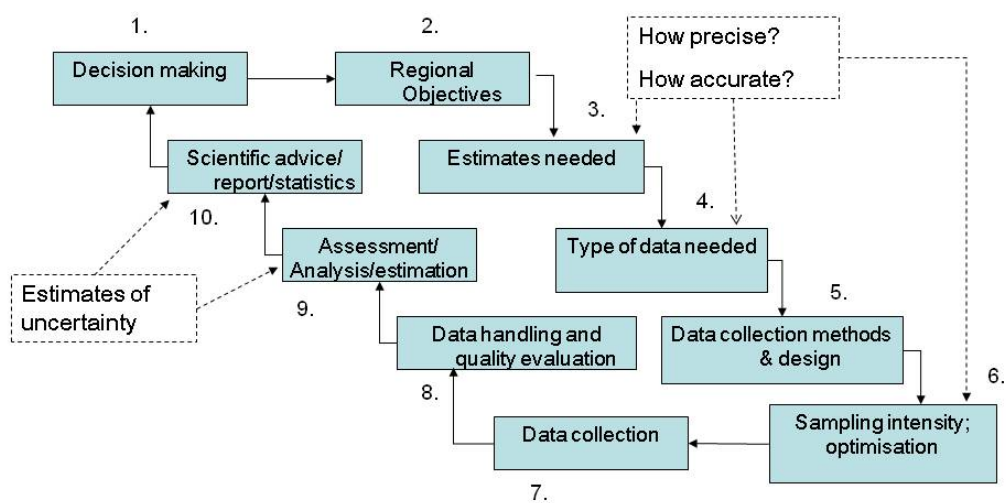 1.
Decision making
2.
Regional
Objectives
How precise?
How accurate?
3.
Estimates needed
4.
Type of data needed
5.
Data collection methods
& design
6.
Sampling intensity;
optimisation
7.
Data collection
8.
Data handling and
quality evaluation
9.
Assessment/
Analysis/estimation
Estimates of
uncertainty
10.
Scientific advice/
report/statistics